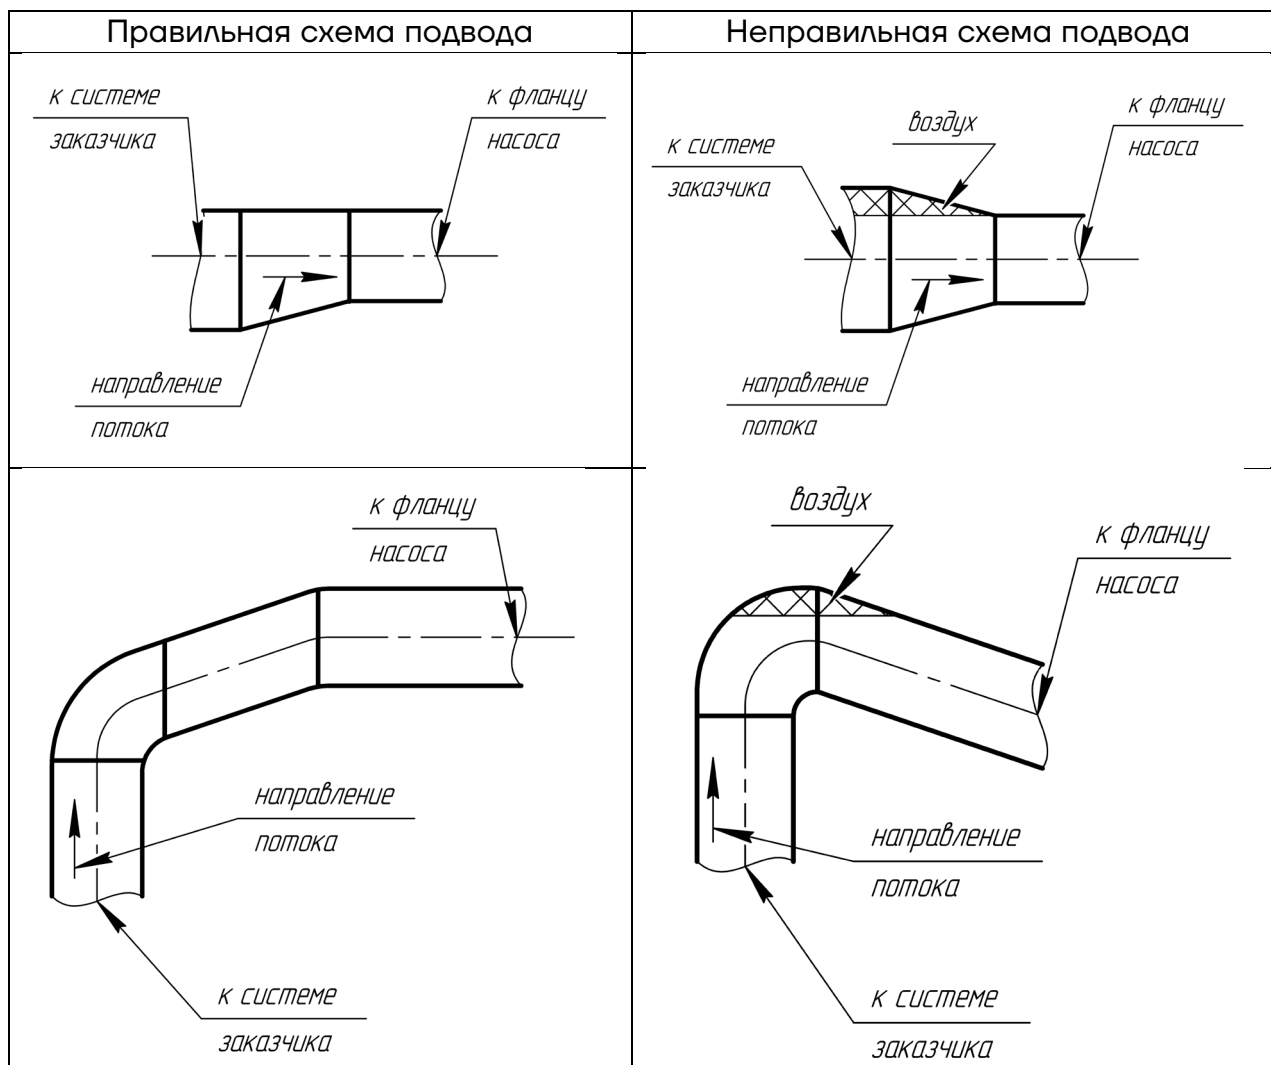 Правильная схема подвода
Неправильная схема подвода
к системе
заказчика
к фланцу
насоса
направление
потока
к системе
заказчика
воздух
к фланцу
насоса
направление
потока
к фланцу
насоса
направление
потока
к системе
заказчика
воздух
к фланцу
насоса
направление
потока
к системе
заказчика